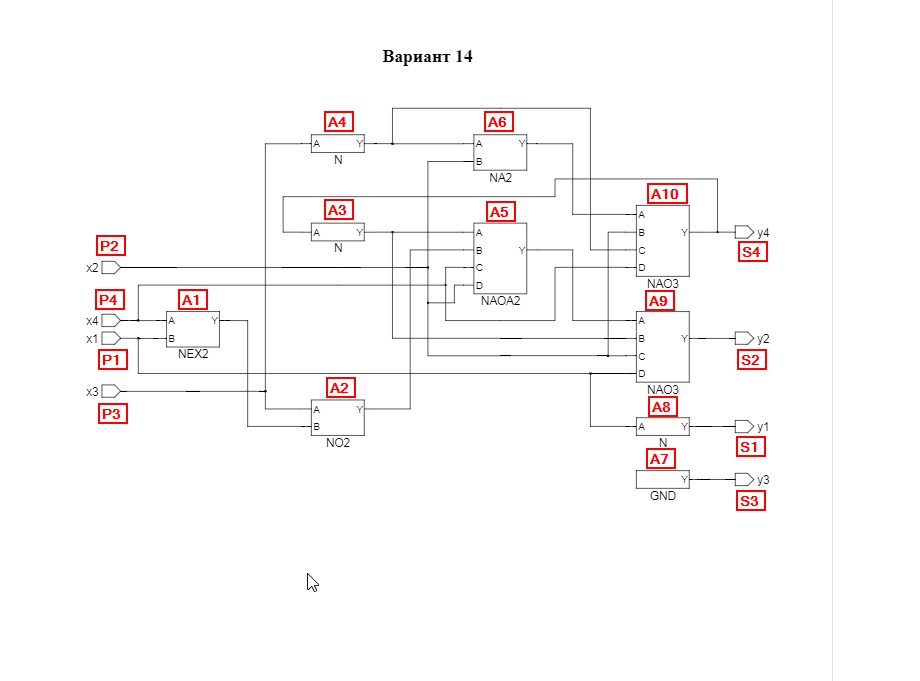 Вариант 14
A4
A6
A Y
N
A Y
B
NA2
A3
A5
A10
A Y
N
A
B Y
C
D
NAOA2
A
B Y
C
D
NAO3
y4
S4
P2
x2
P4
A1
x4
x1
P1
A Y
B
NEX2
A9
A
B Y
C
D
NAO3
y2
S2
x3
P3
A2
A Y
B
NO2
A8
A Y
N
y1
S1
A7
Y
GND
y3
S3